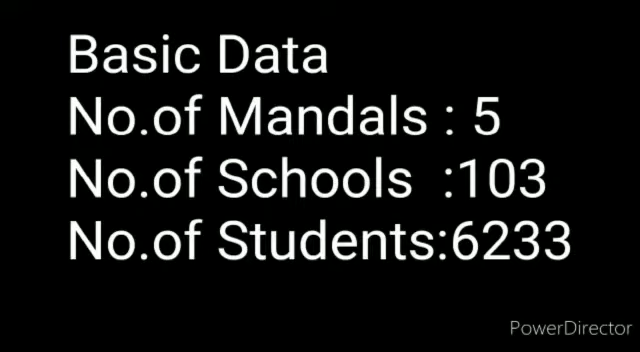 Basic Data
No.of Mandals : 5
No.of Schools  :103
No.of Students:6233
PowerDirector